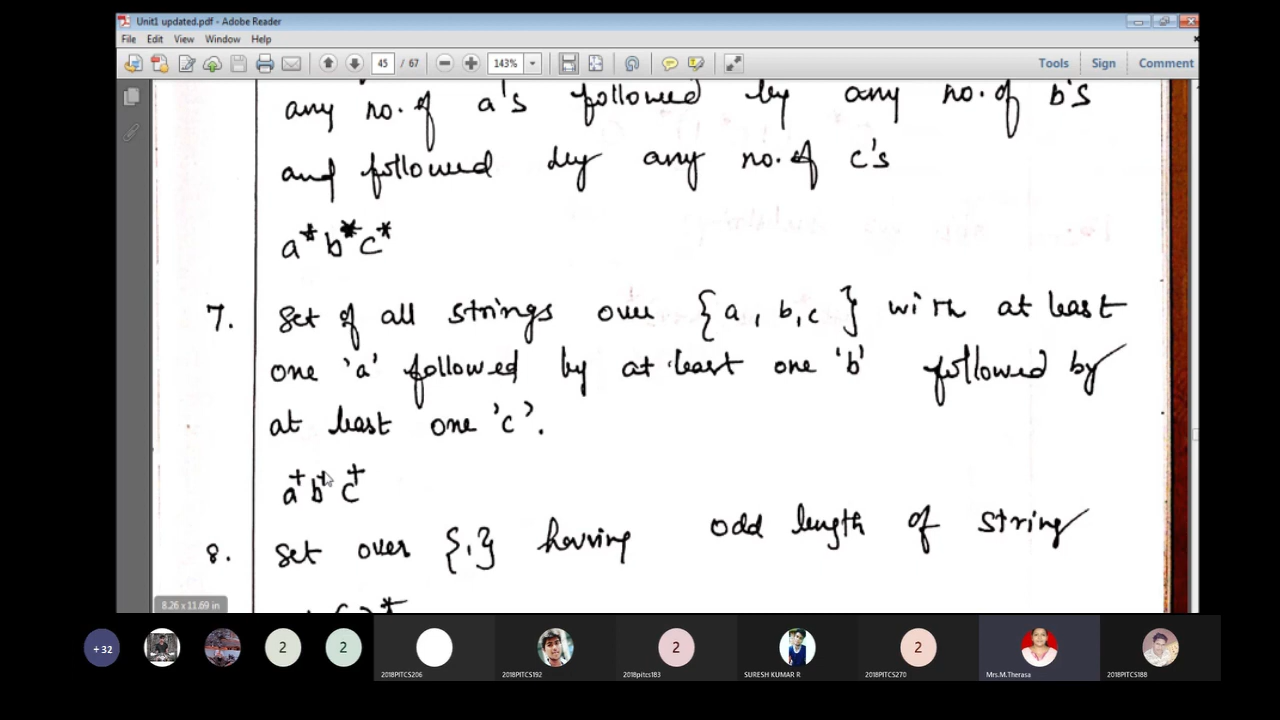 Unit1 updated.pdf - Adobe Reader
File Edit View Window Help
45 / 67 143% Tools Sign Comment
any no. of a's followed by any no. of b's
and followed by any no. of c's
a* b* c*
7. Set of all strings over {a, b, c} with at least
one 'a' followed by at least one 'b' followed by
at least one 'c'.
a+ b+ c+
8. Set over {,} having odd length of string
8.26 x 11.69 in
+32 2 2 2 2
2018PITCS206 2018PITCS192 2018pitcs183 SURESH KUMAR R 2018PITCS270 Mrs.M.Therasa 2018PITCS188